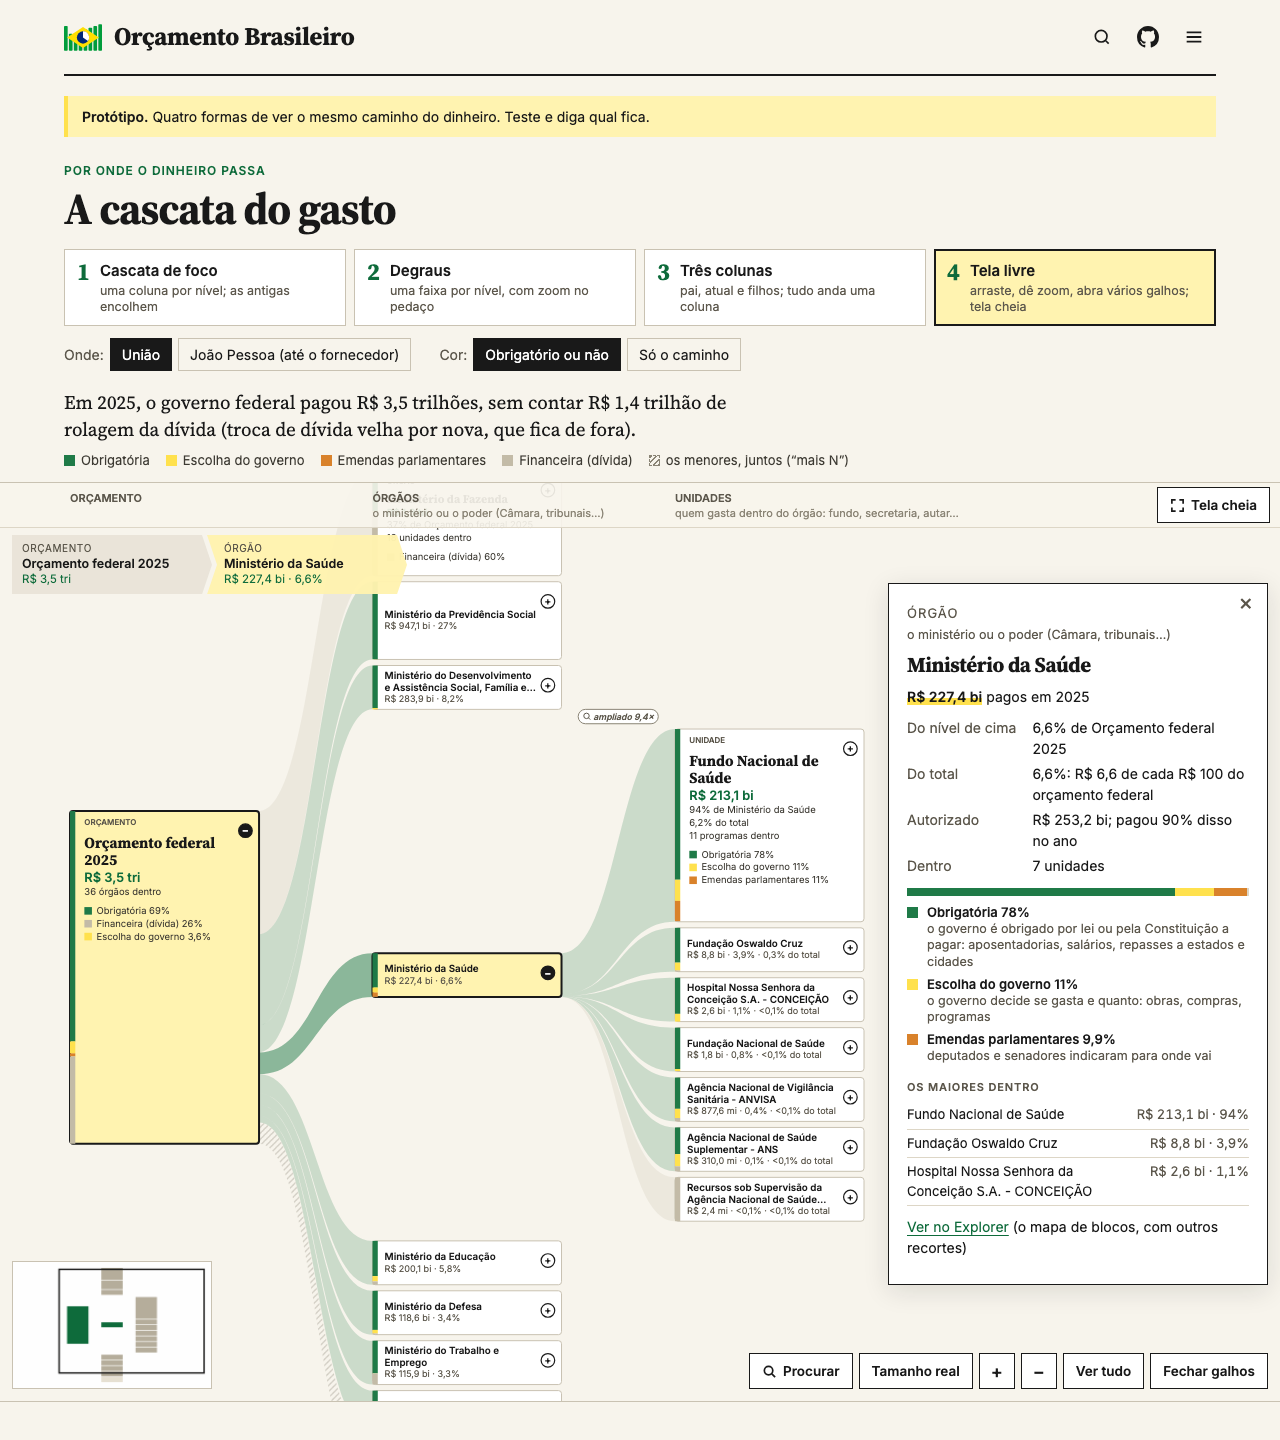 Orçamento Brasileiro
Protótipo. Quatro formas de ver o mesmo caminho do dinheiro. Teste e diga qual fica.
POR ONDE O DINHEIRO PASSA
A cascata do gasto
1 Cascata de foco
uma coluna por nível; as antigas
encolhem
2 Degraus
uma faixa por nível, com zoom no
pedaço
3 Três colunas
pai, atual e filhos; tudo anda uma
coluna
4 Tela livre
arraste, dê zoom, abra vários galhos;
tela cheia
Onde: União João Pessoa (até o fornecedor) Cor: Obrigatório ou não Só o caminho
Em 2025, o governo federal pagou R$ 3,5 trilhões, sem contar R$ 1,4 trilhão de
rolagem da dívida (troca de dívida velha por nova, que fica de fora).
Obrigatória Escolha do governo Emendas parlamentares Financeira (dívida) os menores, juntos (“mais N”)
ORÇAMENTO
ÓRGÃOS
o ministério ou o poder (Câmara, tribunais...)
UNIDADES
quem gasta dentro do órgão: fundo, secretaria, autar...
Tela cheia
unidades dentro
Financeira (dívida) 60%
ORÇAMENTO
Orçamento federal 2025
R$ 3,5 tri
ÓRGÃO
Ministério da Saúde
R$ 227,4 bi · 6,6%
Ministério da Previdência Social
R$ 947,1 bi · 27%
Ministério do Desenvolvimento
e Assistência Social, Família e...
R$ 283,9 bi · 8,2%
ORÇAMENTO
Orçamento federal
2025
R$ 3,5 tri
36 órgãos dentro
Obrigatória 69%
Financeira (dívida) 26%
Escolha do governo 3,6%
Ministério da Saúde
R$ 227,4 bi · 6,6%
Ministério da Educação
R$ 200,1 bi · 5,8%
Ministério da Defesa
R$ 118,6 bi · 3,4%
Ministério do Trabalho e
Emprego
R$ 115,9 bi · 3,3%
ampliado 9,4×
UNIDADE
Fundo Nacional de
Saúde
R$ 213,1 bi
94% de Ministério da Saúde
6,2% do total
11 programas dentro
Obrigatória 78%
Escolha do governo 11%
Emendas parlamentares 11%
Fundação Oswaldo Cruz
R$ 8,8 bi · 3,9% · 0,3% do total
Hospital Nossa Senhora da
Conceição S.A. - CONCEIÇÃO
R$ 2,6 bi · 1,1% · <0,1% do total
Fundação Nacional de Saúde
R$ 1,8 bi · 0,8% · <0,1% do total
Agência Nacional de Vigilância
Sanitária - ANVISA
R$ 877,6 mi · 0,4% · <0,1% do total
Agência Nacional de Saúde
Suplementar - ANS
R$ 310,0 mi · 0,1% · <0,1% do total
Recursos sob Supervisão da
Agência Nacional de Saúde...
R$ 2,4 mi · <0,1% · <0,1% do total
ÓRGÃO
o ministério ou o poder (Câmara, tribunais...)
Ministério da Saúde
R$ 227,4 bi pagos em 2025
Do nível de cima 6,6% de Orçamento federal
2025
Do total 6,6%: R$ 6,6 de cada R$ 100 do
orçamento federal
Autorizado R$ 253,2 bi; pagou 90% disso
no ano
Dentro 7 unidades
Obrigatória 78%
o governo é obrigado por lei ou pela Constituição a
pagar: aposentadorias, salários, repasses a estados e
cidades
Escolha do governo 11%
o governo decide se gasta e quanto: obras, compras,
programas
Emendas parlamentares 9,9%
deputados e senadores indicaram para onde vai
OS MAIORES DENTRO
Fundo Nacional de Saúde R$ 213,1 bi · 94%
Fundação Oswaldo Cruz R$ 8,8 bi · 3,9%
Hospital Nossa Senhora da R$ 2,6 bi · 1,1%
Conceição S.A. - CONCEIÇÃO
Ver no Explorer (o mapa de blocos, com outros
recortes)
Procurar Tamanho real + − Ver tudo Fechar galhos